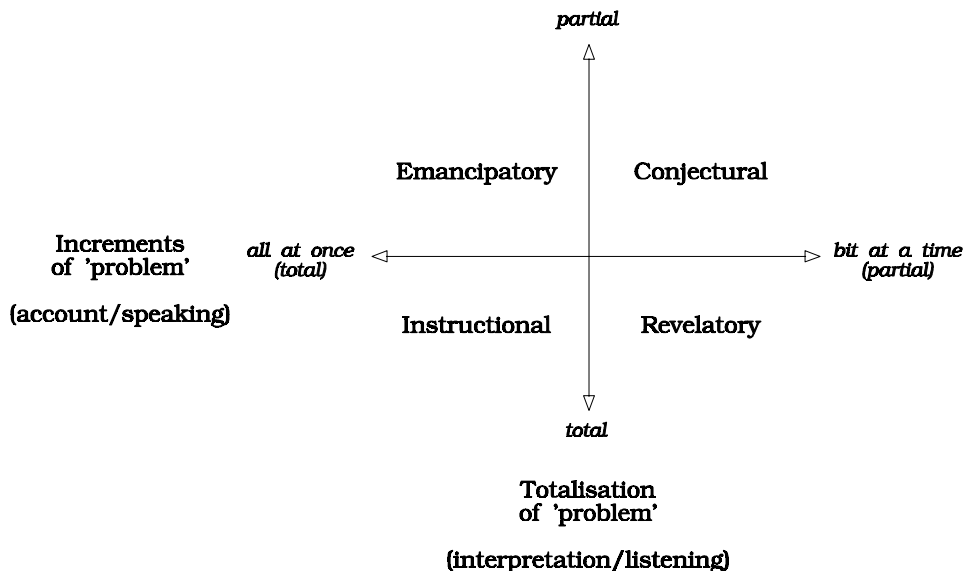 partial
Emancipatory
Conjectural
Increments
of 'problem'
(account/speaking)
all at once
(total)
bit at a time
(partial)
Instructional
Revelatory
total
Totalisation
of 'problem'
(interpretation/listening)